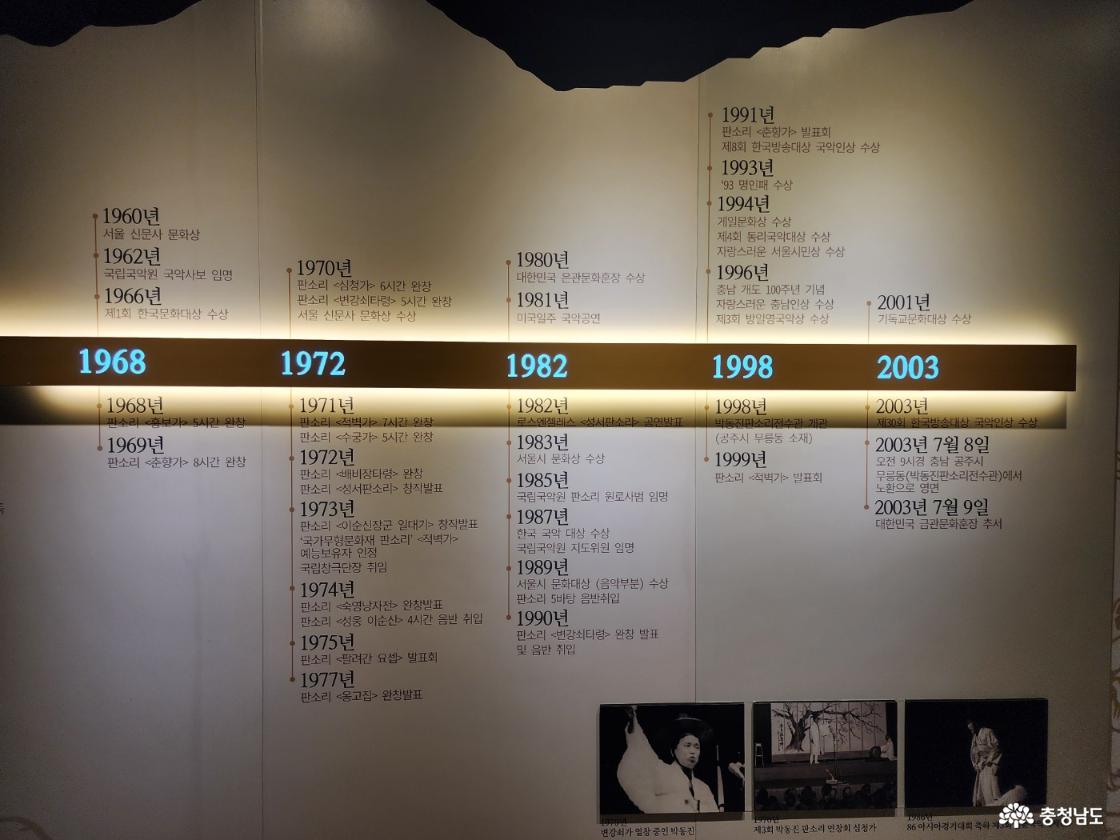 1960년
서울 신문사 문화상
1962년
국립국악원 국악사보 임명
1966년
제1회 한국문화대상 수상
1968
1968년
판소리 <흥보가> 5시간 완창
1969년
판소리 <춘향가> 8시간 완창
1970년
판소리 <심청가> 6시간 완창
판소리 <변강쇠타령> 5시간 완창
서울 신문사 문화상 수상
1972
1971년
판소리 <적벽가> 7시간 완창
판소리 <수궁가> 5시간 완창
1972년
판소리 <배비장타령> 완창
판소리 <성서판소리> 창작발표
1973년
판소리 <이순신장군 일대기> 창작발표
'국가무형문화재 판소리' <적벽가>
예능보유자 인정
국립창극단장 취임
1974년
판소리 <숙영낭자전> 완창발표
판소리 <성웅 이순신> 4시간 음반 취입
1975년
판소리 <팔려간 요셉> 발표회
1977년
판소리 <옹고집> 완창발표
1980년
대한민국 은관문화훈장 수상
1981년
미국일주 국악공연
1982
1982년
로스엔젤레스 <성서판소리> 공연발표
1983년
서울시 문화상 수상
1985년
국립국악원 판소리 원로사범 임명
1987년
한국 국악 대상 수상
국립국악원 지도위원 임명
1989년
서울시 문화대상 (음악부분) 수상
판소리 5바탕 음반취입
1990년
판소리 <변강쇠타령> 완창 발표
및 음반 취입
1991년
판소리 <춘향가> 발표회
제8회 한국방송대상 국악인상 수상
1993년
'93 명인패 수상
1994년
게일문화상 수상
제4회 동리국악대상 수상
자랑스러운 서울시민상 수상
1996년
충남 개도 100주년 기념
자랑스러운 충남인상 수상
제3회 방일영국악상 수상
1998
1998년
박동진판소리전수관 개관
(공주시 무릉동 소재)
1999년
판소리 <적벽가> 발표회
2001년
기독교문화대상 수상
2003
2003년
제30회 한국방송대상 국악인상 수상
2003년 7월 8일
오전 9시경 충남 공주시
무릉동(박동진판소리전수관)에서
노환으로 영면
2003년 7월 9일
대한민국 금관문화훈장 추서
1970년
변강쇠가 열창 중인 박동진
1970년
제3회 박동진 판소리 연창회 심청가
1986년
86 아시아경기대회 축하
충청남도